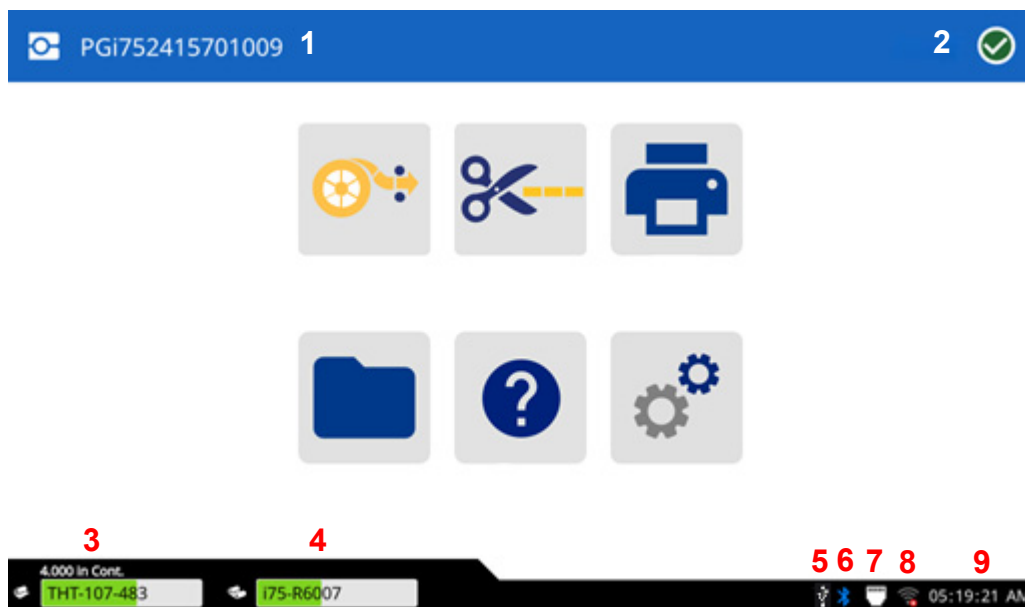 PGi752415701009 1 2
3 4
4.000 in Cont.
5 6 7 8 9
THT-107-483 i75-R6007 05:19:21 AM